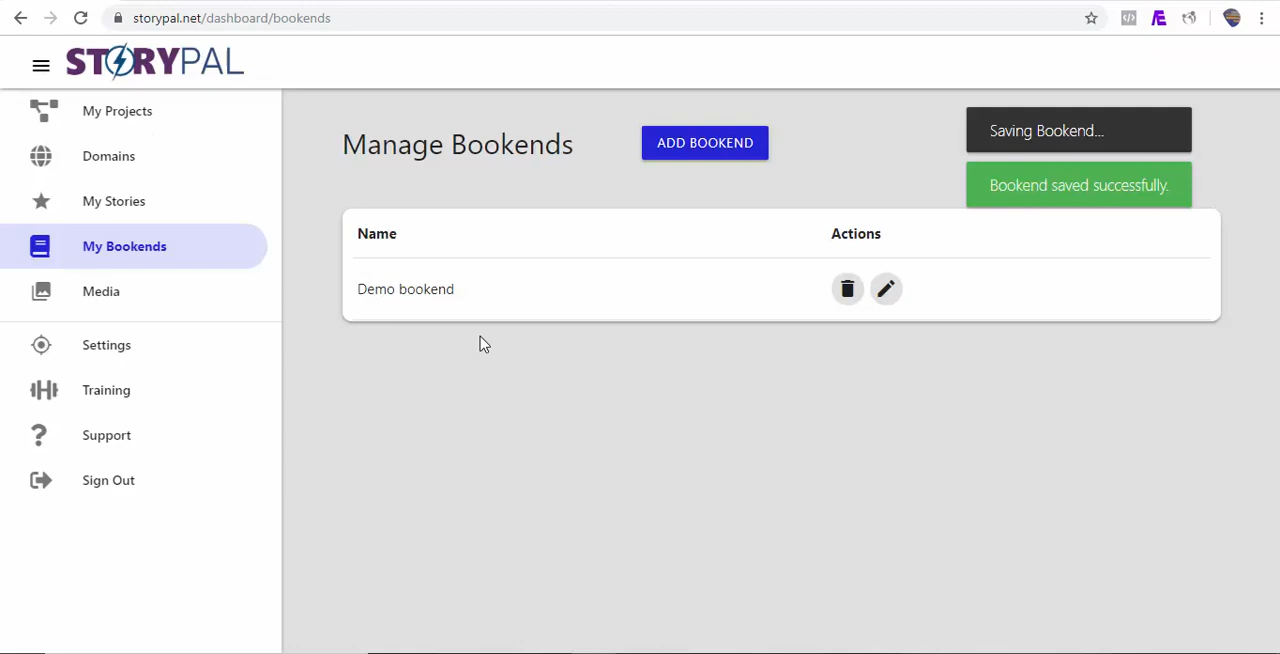 storypal.net/dashboard/bookends
STORYPAL
My Projects
Domains
My Stories
My Bookends
Media
Settings
Training
Support
Sign Out
Manage Bookends
ADD BOOKEND
Saving Bookend...
Bookend saved successfully.
Name Actions
Demo bookend